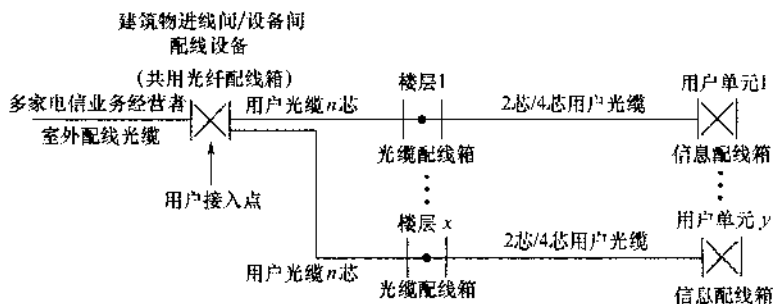 建筑物进线间/设备间
配线设备
(共用光纤配线箱)
多家电信业务经营者
室外配线光缆
用户接入点
用户光缆n芯
楼层1
光缆配线箱
2芯/4芯用户光缆
用户单元1
信息配线箱
用户光缆n芯
楼层x
光缆配线箱
2芯/4芯用户光缆
用户单元y
信息配线箱